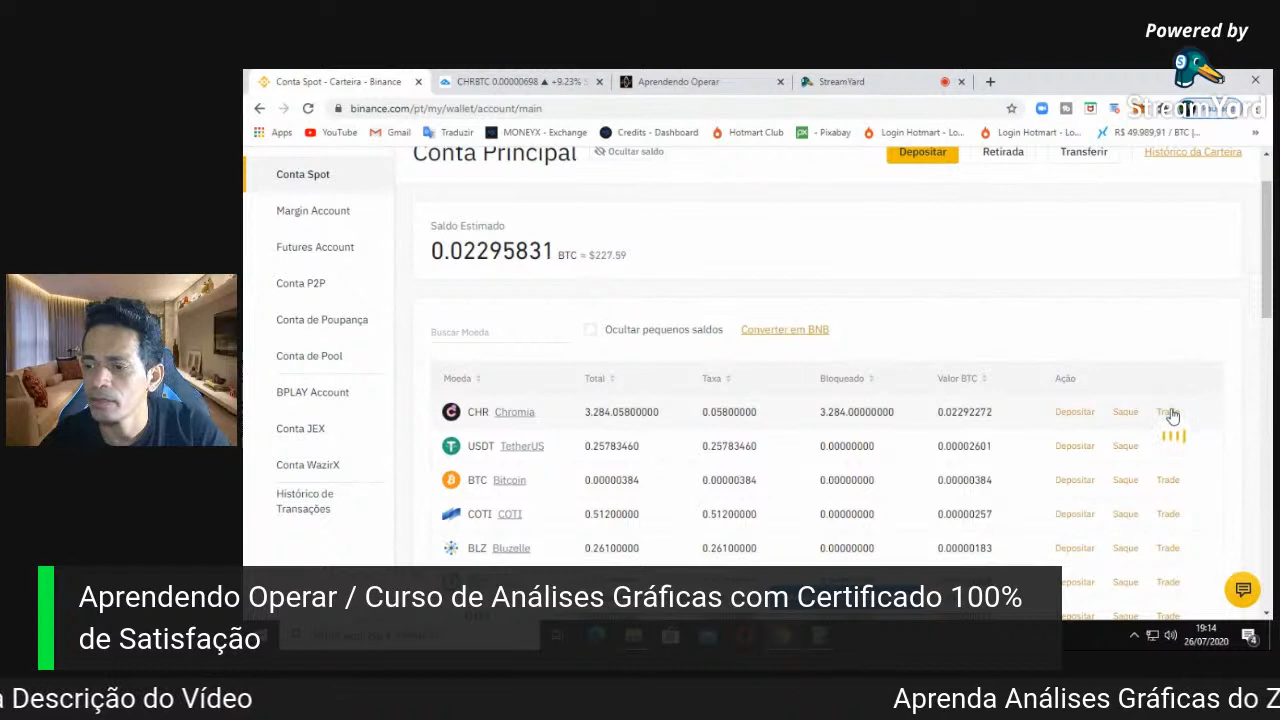 Powered by
StreamYard
Conta Spot - Carteira - Binance
CHRBTC 0.00000698 ▲ +9.23%
Aprendendo Operar
StreamYard
binance.com/pt/my/wallet/account/main
Apps YouTube Gmail Traduzir MONEYX - Exchange Credits - Dashboard Hotmart Club - Pixabay Login Hotmart - Lo... Login Hotmart - Lo... R$ 49.989,91 / BTC |... »
Conta Principal Ocultar saldo Depositar Retirada Transferir Histórico da Carteira
Conta Spot
Margin Account
Futures Account
Conta P2P
Conta de Poupança
Conta de Pool
BPLAY Account
Conta JEX
Conta WazirX
Histórico de
Transações
Saldo Estimado
0.02295831 BTC ≈ $227.59
Buscar Moeda Ocultar pequenos saldos Converter em BNB
Moeda Total Taxa Bloqueado Valor BTC Ação
CHR Chromia 3.284.05800000 0.05800000 3.284.00000000 0.02292272 Depositar Saque
USDT TetherUS 0.25783460 0.25783460 0.00000000 0.00002601 Depositar Saque
BTC Bitcoin 0.00000384 0.00000384 0.00000000 0.00000384 Depositar Saque Trade
COTI COTI 0.51200000 0.51200000 0.00000000 0.00000257 Depositar Saque Trade
BLZ Bluzelle 0.26100000 0.26100000 0.00000000 0.00000183 Depositar Saque Trade
Depositar Saque Trade
19:14
26/07/2020
Aprendendo Operar / Curso de Análises Gráficas com Certificado 100%
de Satisfação
a Descrição do Vídeo Aprenda Análises Gráficas do Z